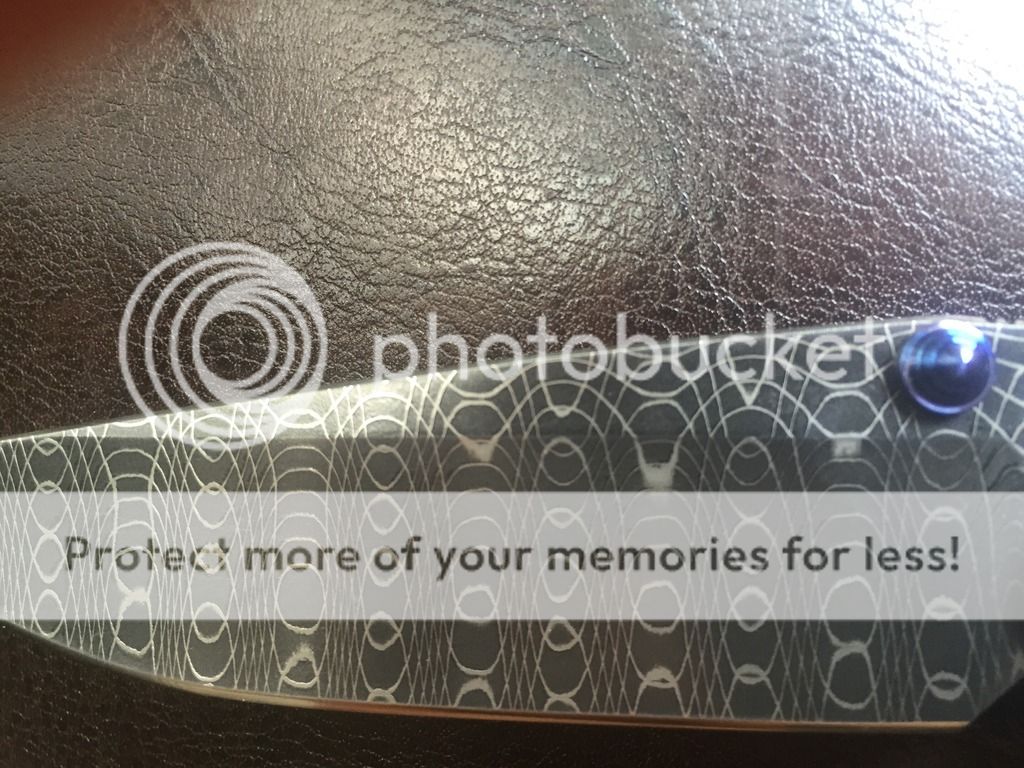 photobucket
Protect more of your memories for less!